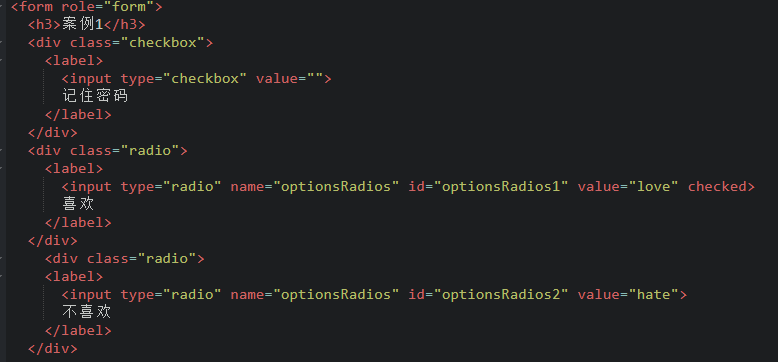 <form role="form">
<h3>案例1</h3>
<div class="checkbox">
<label>
<input type="checkbox" value="">
记住密码
</label>
</div>
<div class="radio">
<label>
<input type="radio" name="optionsRadios" id="optionsRadios1" value="love" checked>
喜欢
</label>
</div>
<div class="radio">
<label>
<input type="radio" name="optionsRadios" id="optionsRadios2" value="hate">
不喜欢
</label>
</div>